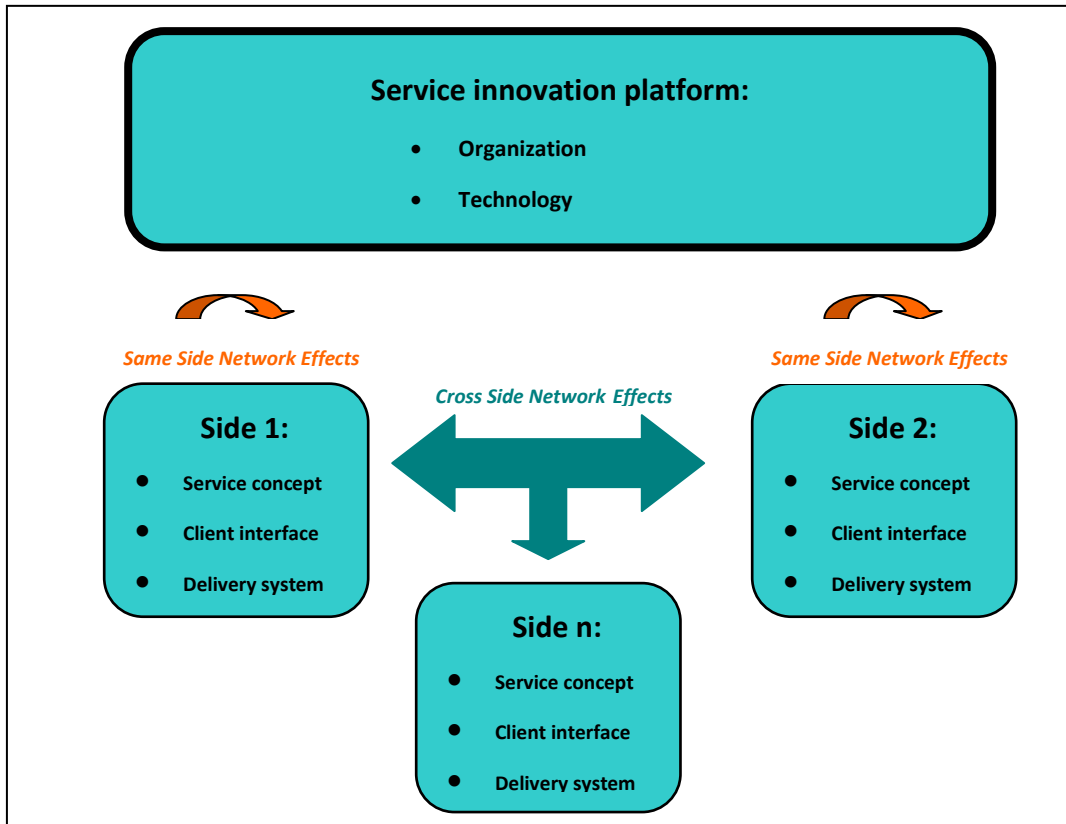 Service innovation platform:
• Organization
• Technology
Same Side Network Effects
Same Side Network Effects
Cross Side Network Effects
Side 1:
• Service concept
• Client interface
• Delivery system
Side 2:
• Service concept
• Client interface
• Delivery system
Side n:
• Service concept
• Client interface
• Delivery system